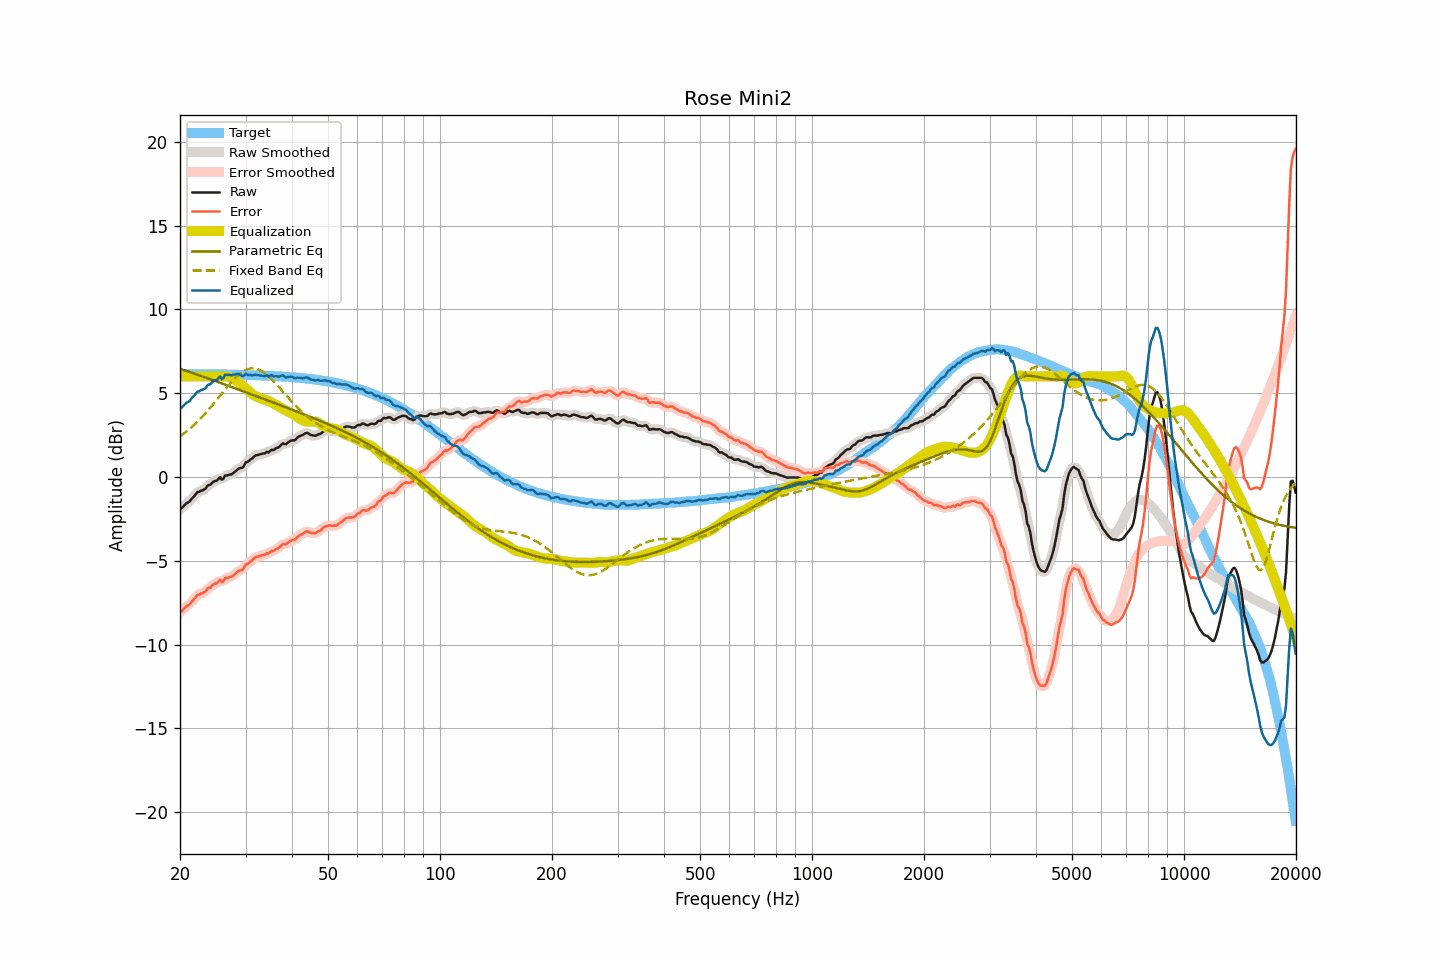 Rose Mini2
Target
Raw Smoothed
Error Smoothed
Raw
Error
Equalization
Parametric Eq
Fixed Band Eq
Equalized
20
15
10
5
0
−5
−10
−15
−20
Amplitude (dBr)
20 50 100 200 500 1000 2000 5000 10000 20000
Frequency (Hz)